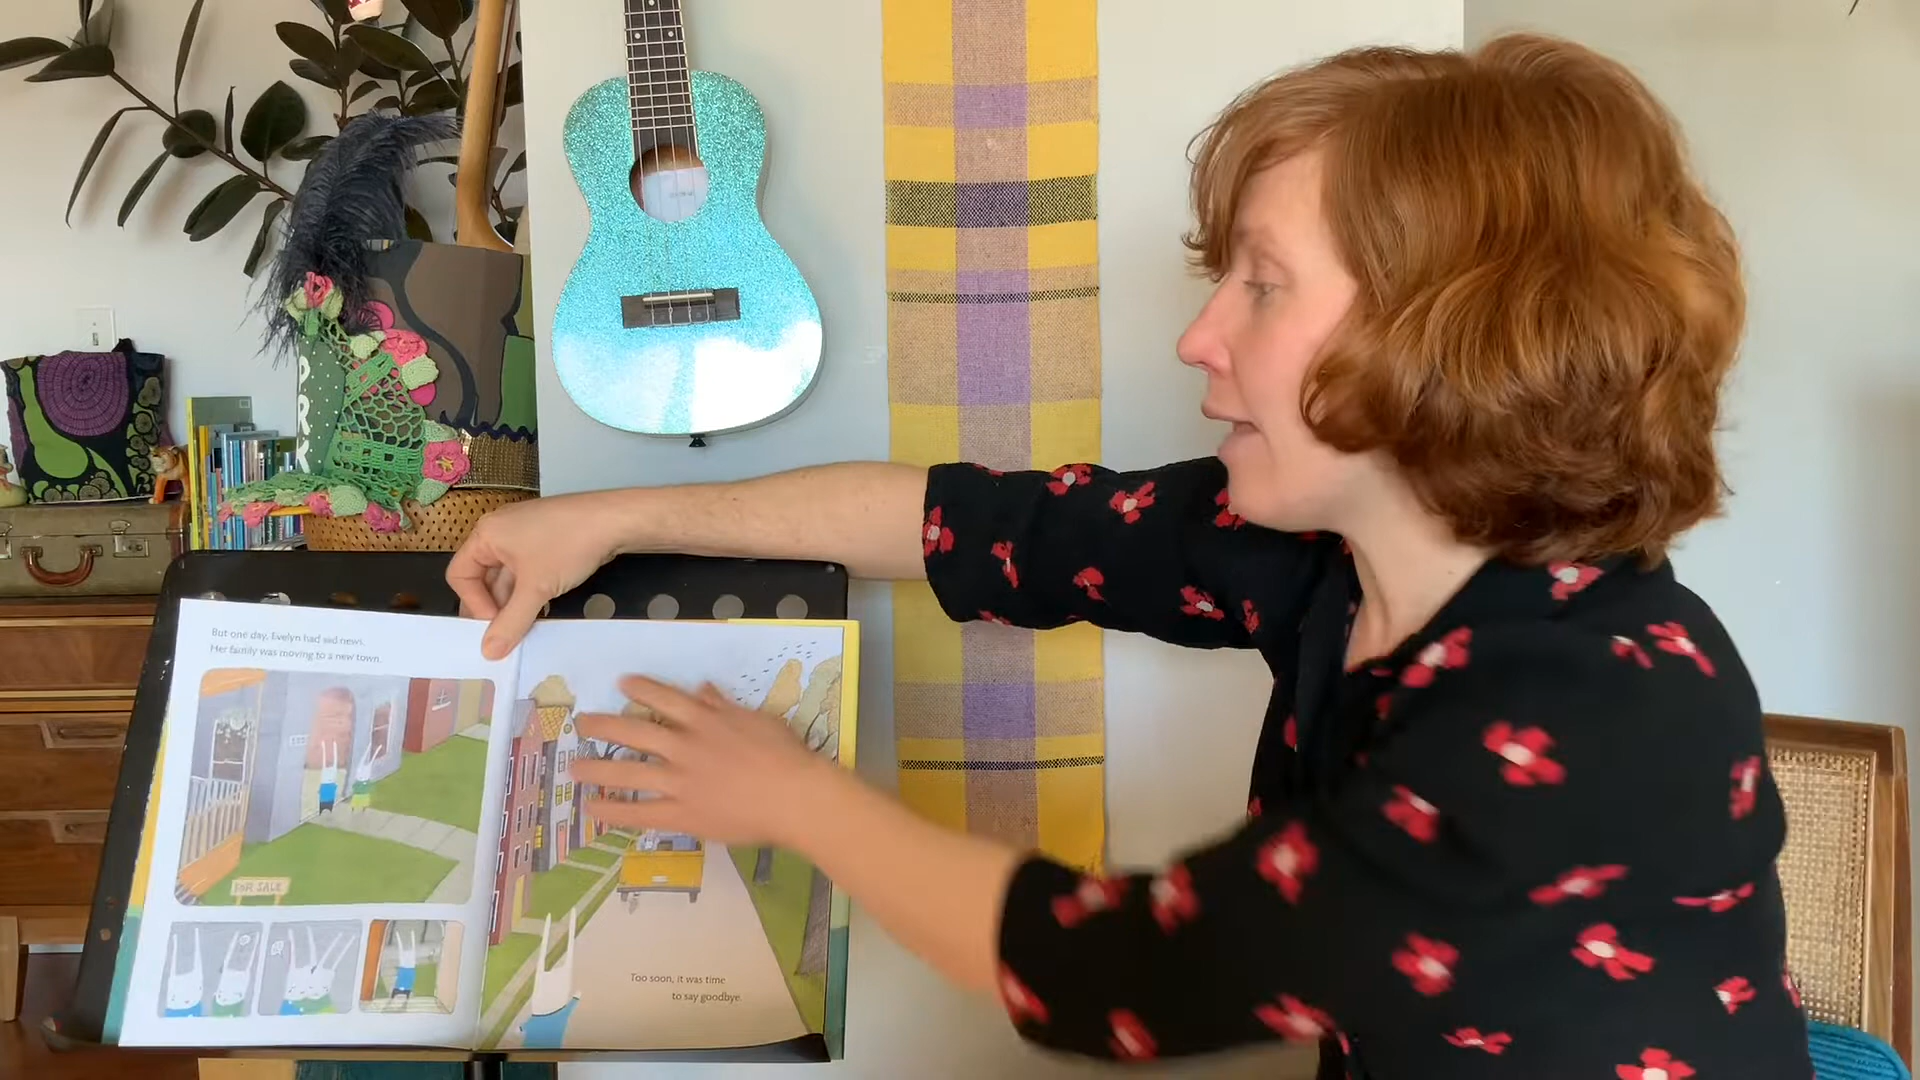 But one day, Evelyn had sad news.
Her family was moving to a new town.
FOR SALE
Too soon, it was time
to say goodbye.